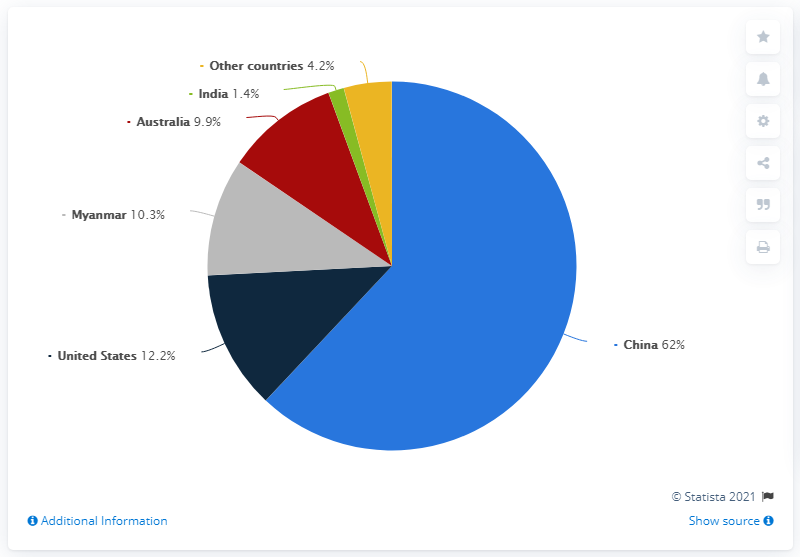 Other countries 4.2%
India 1.4%
Australia 9.9%
Myanmar 10.3%
United States 12.2%
China 62%
© Statista 2021
Additional Information
Show source